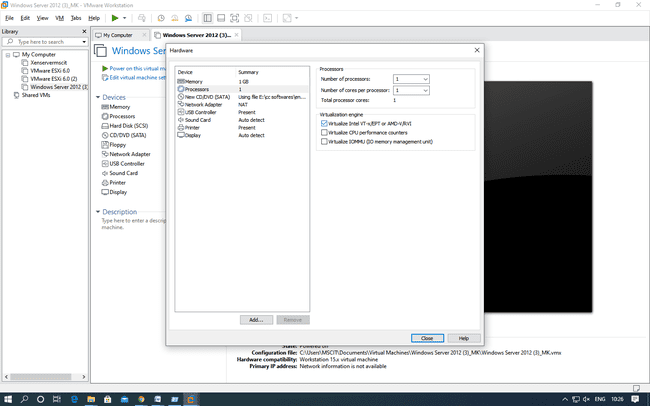 Windows Server 2012 (3)_MK - VMware Workstation
File Edit View VM Tabs Help
Library
Type here to search
My Computer
Xenservermscit
VMware ESXi 6.0
VMware ESXi 6.0 (2)
Windows Server 2012 (3)
Shared VMs
My Computer
Windows Server 2012 (3)...
Windows Se
Power on this virtual ma
Edit virtual machine set
Devices
Memory
Processors
Hard Disk (SCSI)
CD/DVD (SATA)
Floppy
Network Adapter
USB Controller
Sound Card
Printer
Display
Description
Type here to enter a descrip
machine.
Hardware
Device Summary
Memory 1 GB
Processors 1
New CD/DVD (SATA) Using file E:\cc softwares\en...
Network Adapter NAT
USB Controller Present
Sound Card Auto detect
Printer Present
Display Auto detect
Add... Remove
Processors
Number of processors: 1
Number of cores per processor: 1
Total processor cores: 1
Virtualization engine
Virtualize Intel VT-x/EPT or AMD-V/RVI
Virtualize CPU performance counters
Virtualize IOMMU (IO memory management unit)
Close Help
State: Powered off
Configuration file: C:\Users\MSCIT\Documents\Virtual Machines\Windows Server 2012 (3)_MK\Windows Server 2012 (3)_MK.vmx
Hardware compatibility: Workstation 15.x virtual machine
Primary IP address: Network information is not available
ENG 10:26